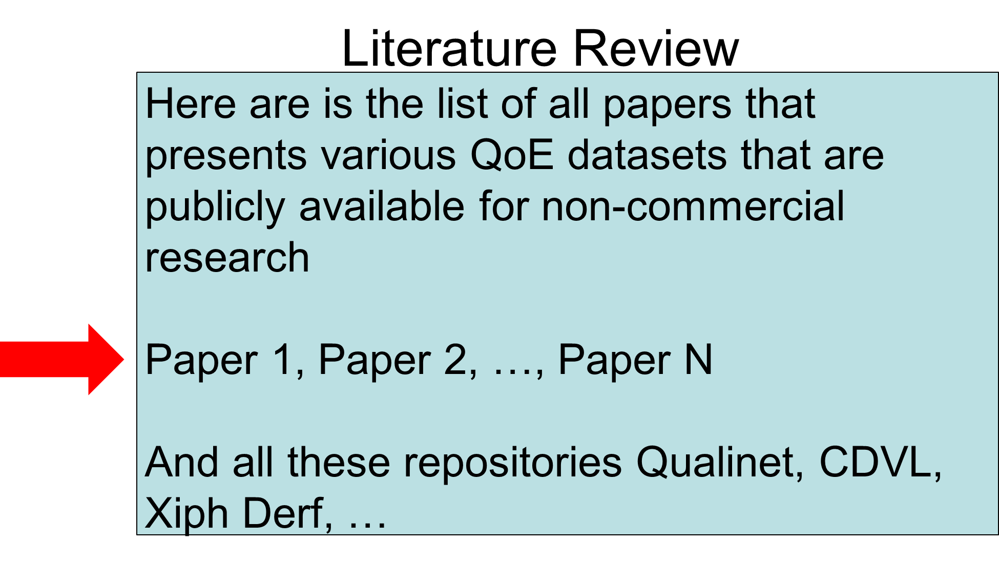 Literature Review
Here are is the list of all papers that
presents various QoE datasets that are
publicly available for non-commercial
research
Paper 1, Paper 2, …, Paper N
And all these repositories Qualinet, CDVL,
Xiph Derf, …